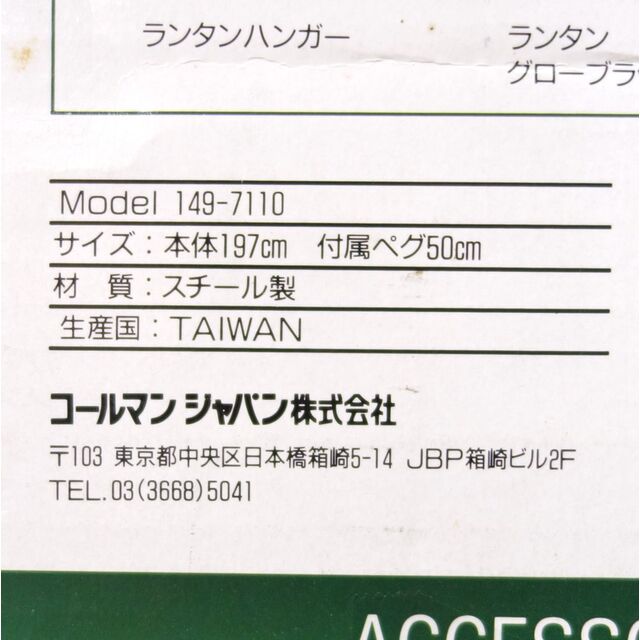 ランタンハンガー
ランタン
グローブラ
Model 149-7110
サイズ：本体197cm　付属ペグ50cm
材　質：スチール製
生産国：TAIWAN
コールマン ジャパン株式会社
〒103 東京都中央区日本橋箱崎5-14 JBP箱崎ビル2F
TEL.03(3668)5041